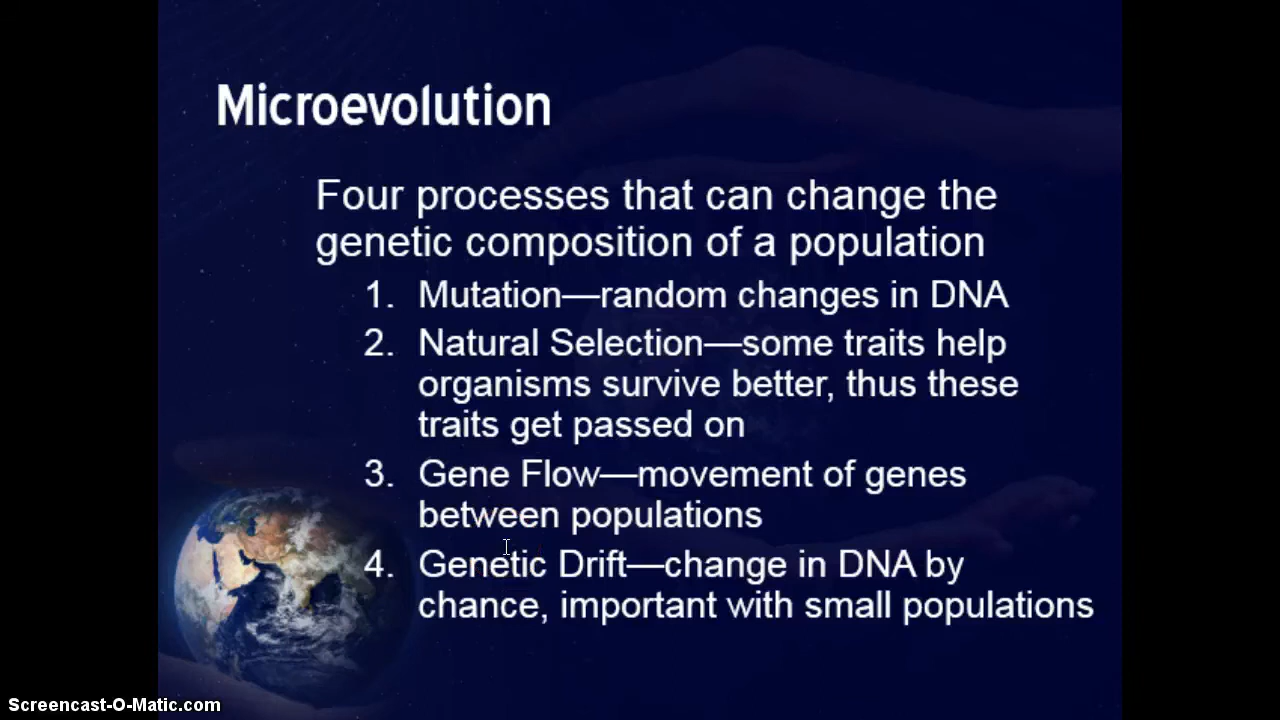 Microevolution
Four processes that can change the
genetic composition of a population
1. Mutation—random changes in DNA
2. Natural Selection—some traits help
organisms survive better, thus these
traits get passed on
3. Gene Flow—movement of genes
between populations
4. Genetic Drift—change in DNA by
chance, important with small populations
Screencast-O-Matic.com